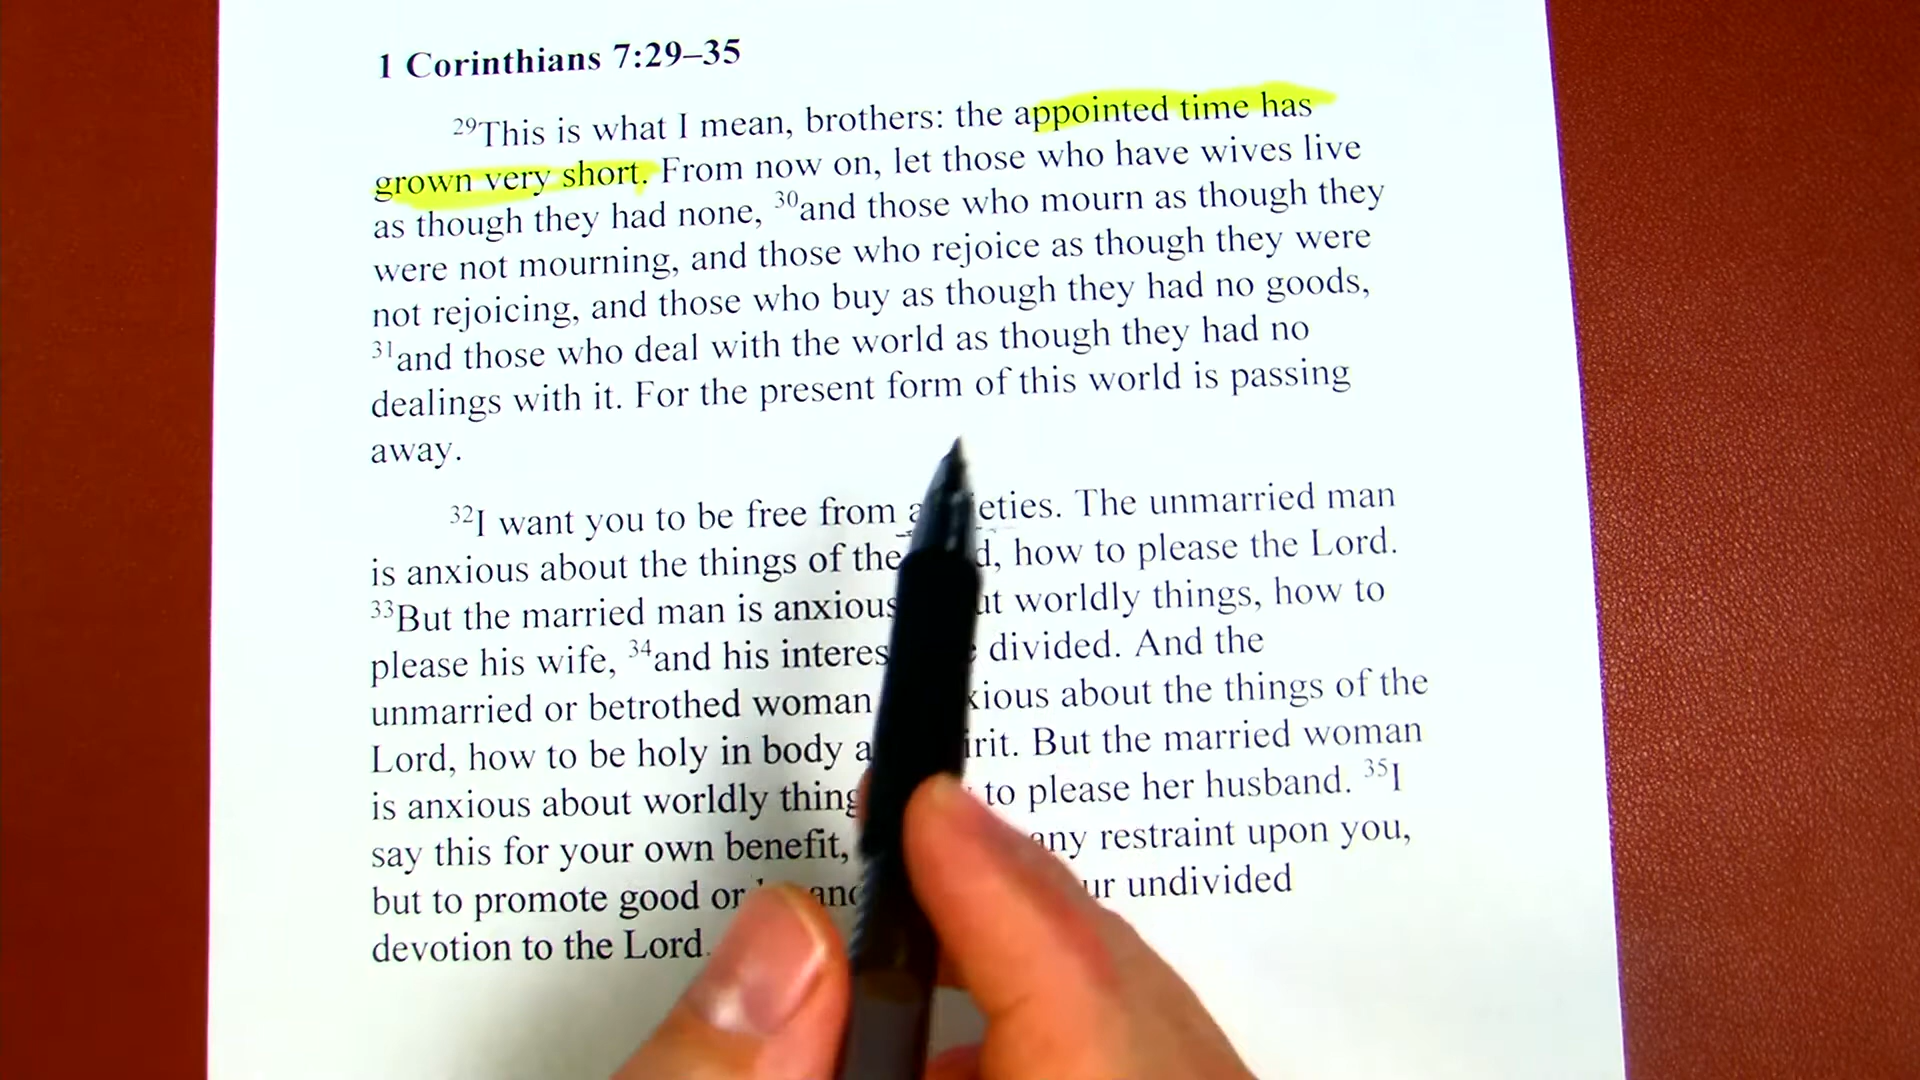 1 Corinthians 7:29–35
29This is what I mean, brothers: the appointed time has
grown very short. From now on, let those who have wives live
as though they had none, 30and those who mourn as though they
were not mourning, and those who rejoice as though they were
not rejoicing, and those who buy as though they had no goods,
31and those who deal with the world as though they had no
dealings with it. For the present form of this world is passing
away.
32I want you to be free from The unmarried man
is anxious about the things of the how to please the Lord.
33But the married man is anxious worldly things, how to
please his wife, 34and his divided. And the
unmarried or betrothed woman about the things of the
Lord, how to be holy in body But the married woman
is anxious about worldly to please her husband. 35I
say this for your own benefit, any restraint upon you,
but to promote good undivided
devotion to the Lord.